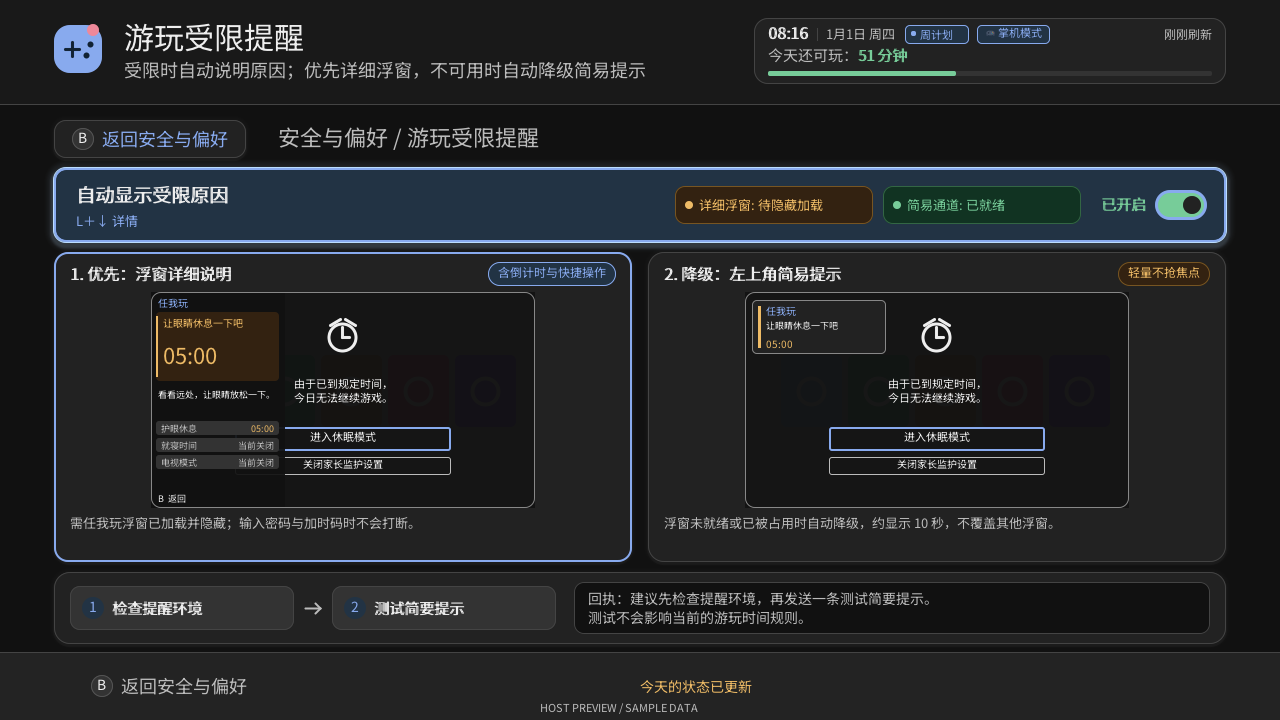 游玩受限提醒
受限时自动说明原因；优先详细浮窗，不可用时自动降级简易提示
08:16 | 1月1日 周四 周计划 掌机模式 刚刚刷新
今天还可玩：51 分钟
B 返回安全与偏好 安全与偏好 / 游玩受限提醒
自动显示受限原因
L＋↓ 详情
详细浮窗: 待隐藏加载
简易通道: 已就绪
已开启
1. 优先：浮窗详细说明
含倒计时与快捷操作
任我玩
让眼睛休息一下吧
05:00
看看远处，让眼睛放松一下。
护眼休息 05:00
就寝时间 当前关闭
电视模式 当前关闭
B 返回
由于已到规定时间，
今日无法继续游戏。
进入休眠模式
关闭家长监护设置
需任我玩浮窗已加载并隐藏；输入密码与加时码时不会打断。
2. 降级：左上角简易提示
轻量不抢焦点
任我玩
让眼睛休息一下吧
05:00
由于已到规定时间，
今日无法继续游戏。
进入休眠模式
关闭家长监护设置
浮窗未就绪或已被占用时自动降级，约显示 10 秒，不覆盖其他浮窗。
1 检查提醒环境
2 测试简要提示
回执：建议先检查提醒环境，再发送一条测试简要提示。
测试不会影响当前的游玩时间规则。
B 返回安全与偏好
今天的状态已更新
HOST PREVIEW / SAMPLE DATA